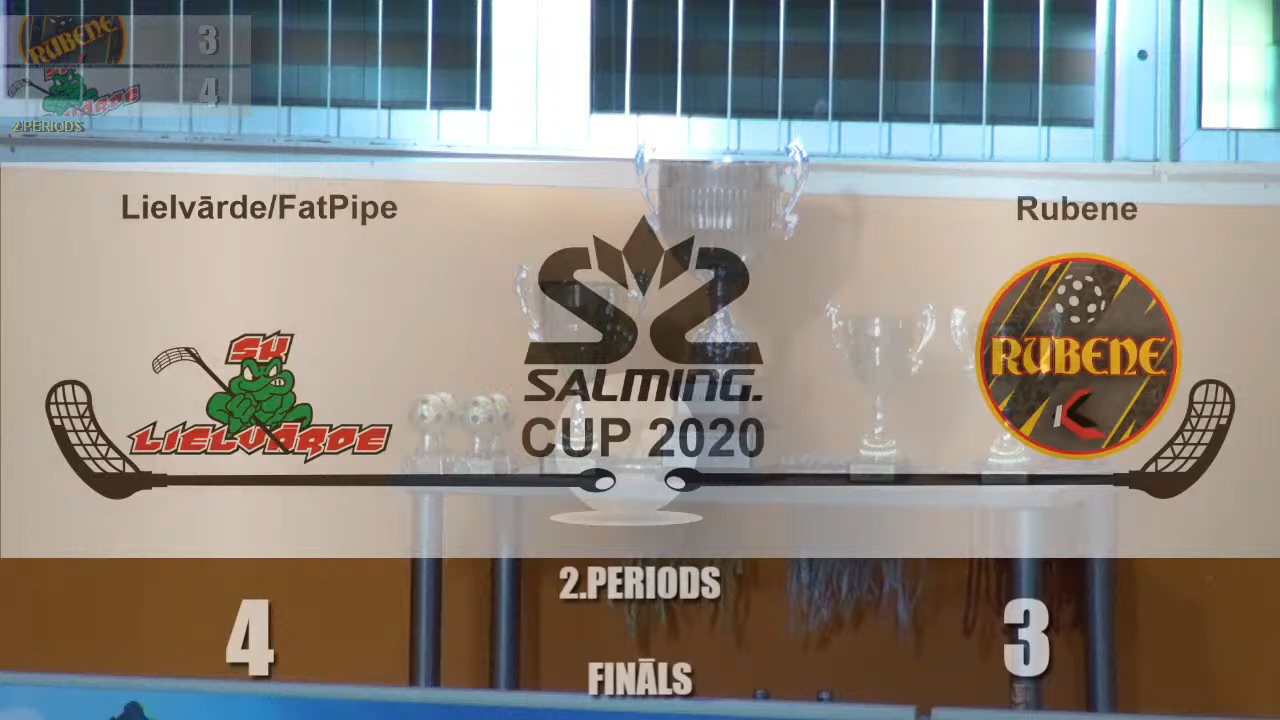 RUBENE 3
4
2.PERIODS
Lielvārde/FatPipe
Rubene
SK
LIELVĀRDE
SALMING.
CUP 2020
RUBENE
2.PERIODS
4
3
FINĀLS